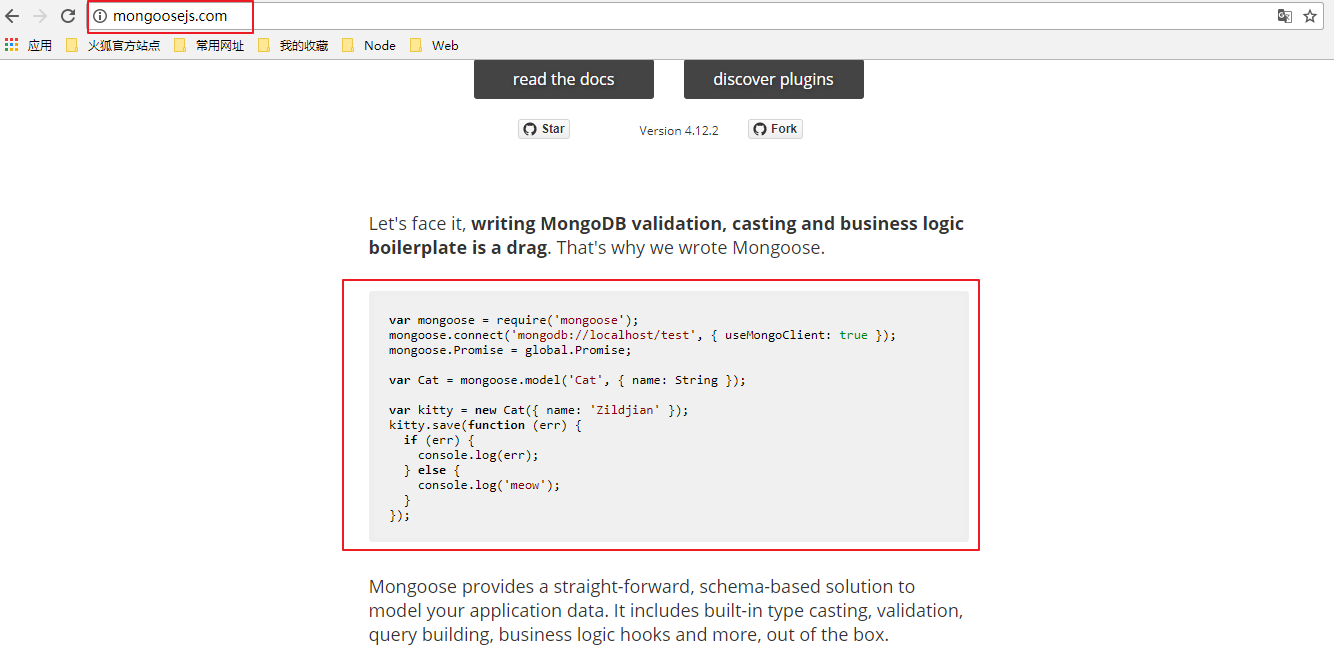 mongoosejs.com
应用 火狐官方站点 常用网址 我的收藏 Node Web
read the docs discover plugins
Star Version 4.12.2 Fork
Let's face it, writing MongoDB validation, casting and business logic
boilerplate is a drag. That's why we wrote Mongoose.
var mongoose = require('mongoose');
mongoose.connect('mongodb://localhost/test', { useMongoClient: true });
mongoose.Promise = global.Promise;
var Cat = mongoose.model('Cat', { name: String });
var kitty = new Cat({ name: 'Zildjian' });
kitty.save(function (err) {
  if (err) {
    console.log(err);
  } else {
    console.log('meow');
  }
});
Mongoose provides a straight-forward, schema-based solution to
model your application data. It includes built-in type casting, validation,
query building, business logic hooks and more, out of the box.